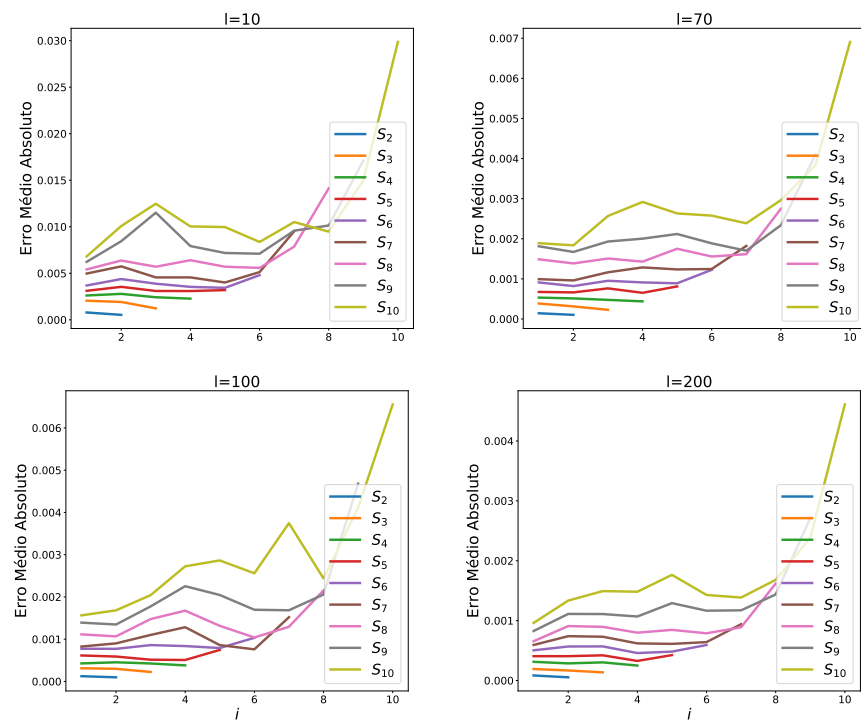 l=10
Erro Médio Absoluto
0.030
0.025
0.020
0.015
0.010
0.005
0.000
2
4
6
8
10
S2
S3
S4
S5
S6
S7
S8
S9
S10
l=70
Erro Médio Absoluto
0.007
0.006
0.005
0.004
0.003
0.002
0.001
0.000
2
4
6
8
10
S2
S3
S4
S5
S6
S7
S8
S9
S10
l=100
Erro Médio Absoluto
0.006
0.005
0.004
0.003
0.002
0.001
0.000
2
4
6
8
10
i
S2
S3
S4
S5
S6
S7
S8
S9
S10
l=200
Erro Médio Absoluto
0.004
0.003
0.002
0.001
0.000
2
4
6
8
10
i
S2
S3
S4
S5
S6
S7
S8
S9
S10